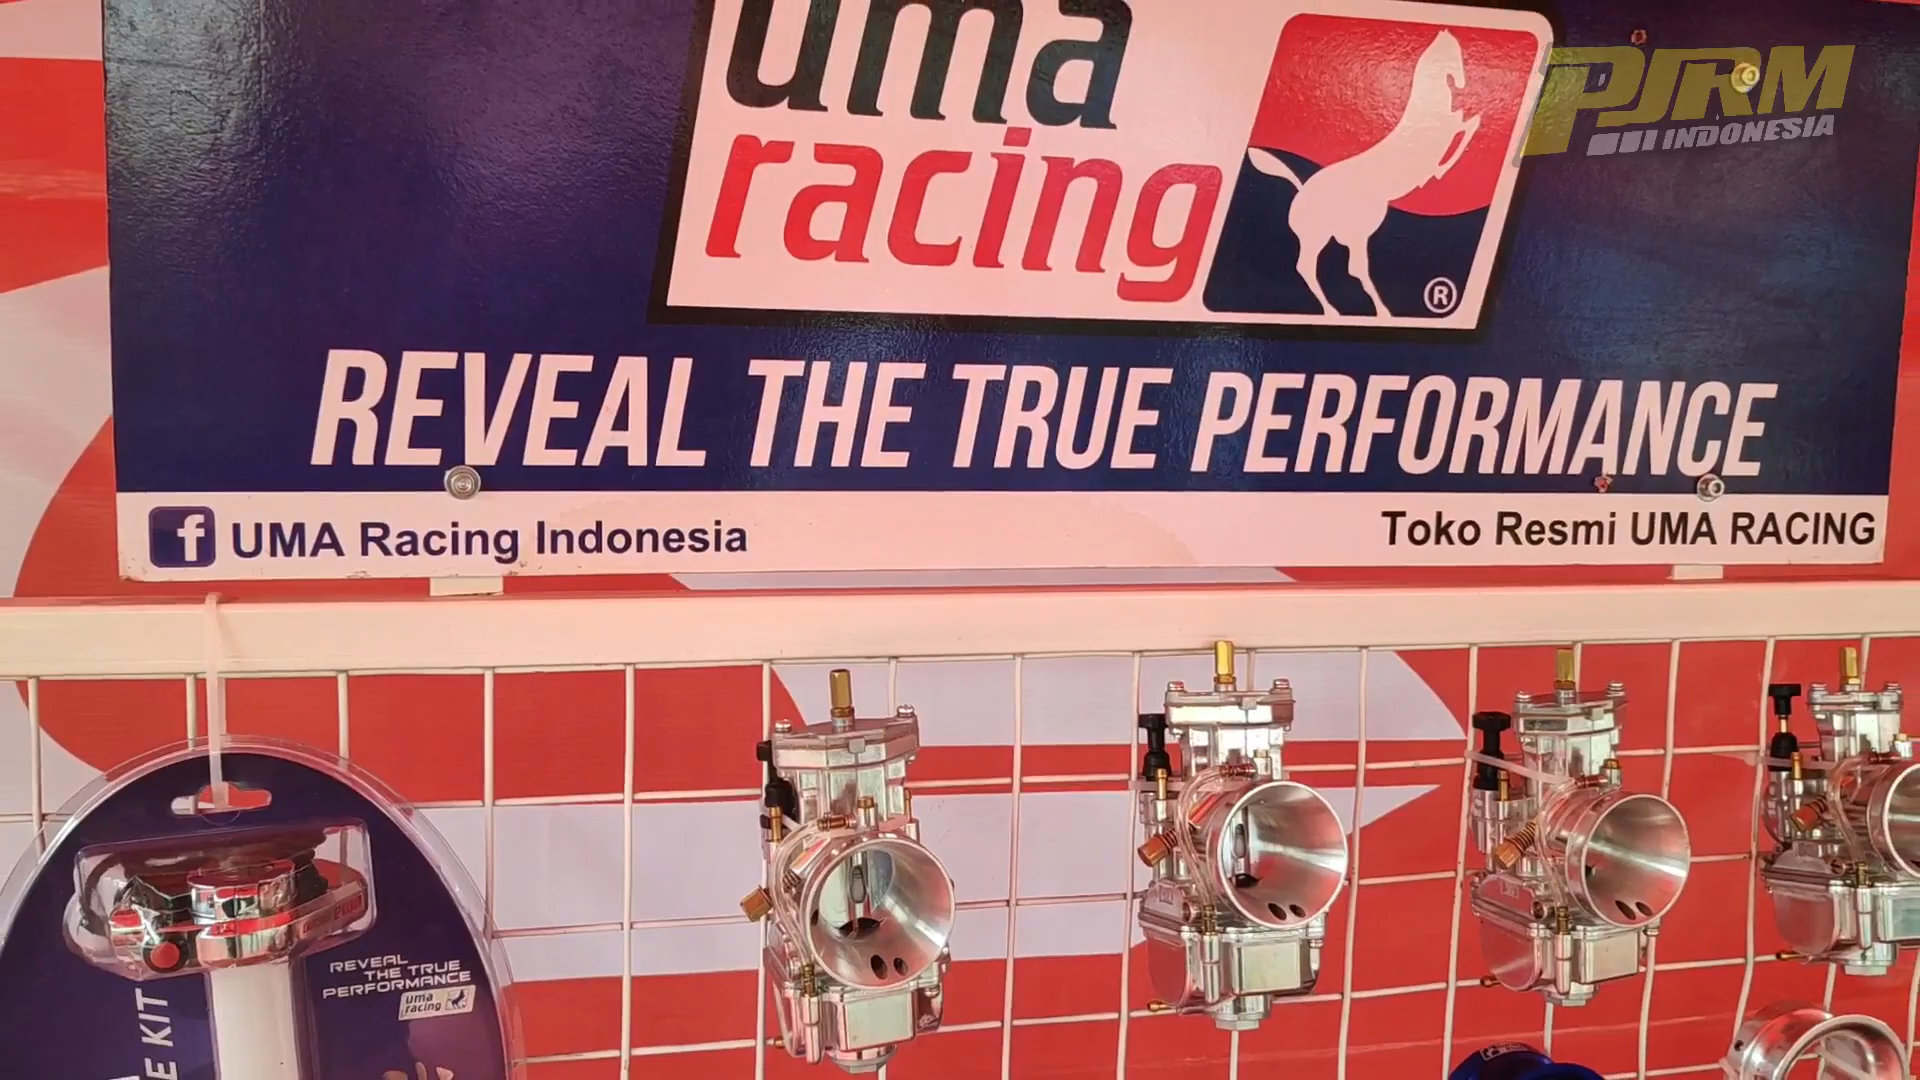 uma
racing
®
PJRM
INDONESIA
REVEAL THE TRUE PERFORMANCE
f UMA Racing Indonesia
Toko Resmi UMA RACING
REVEAL
THE TRUE
PERFORMANCE
uma
racing
KIT